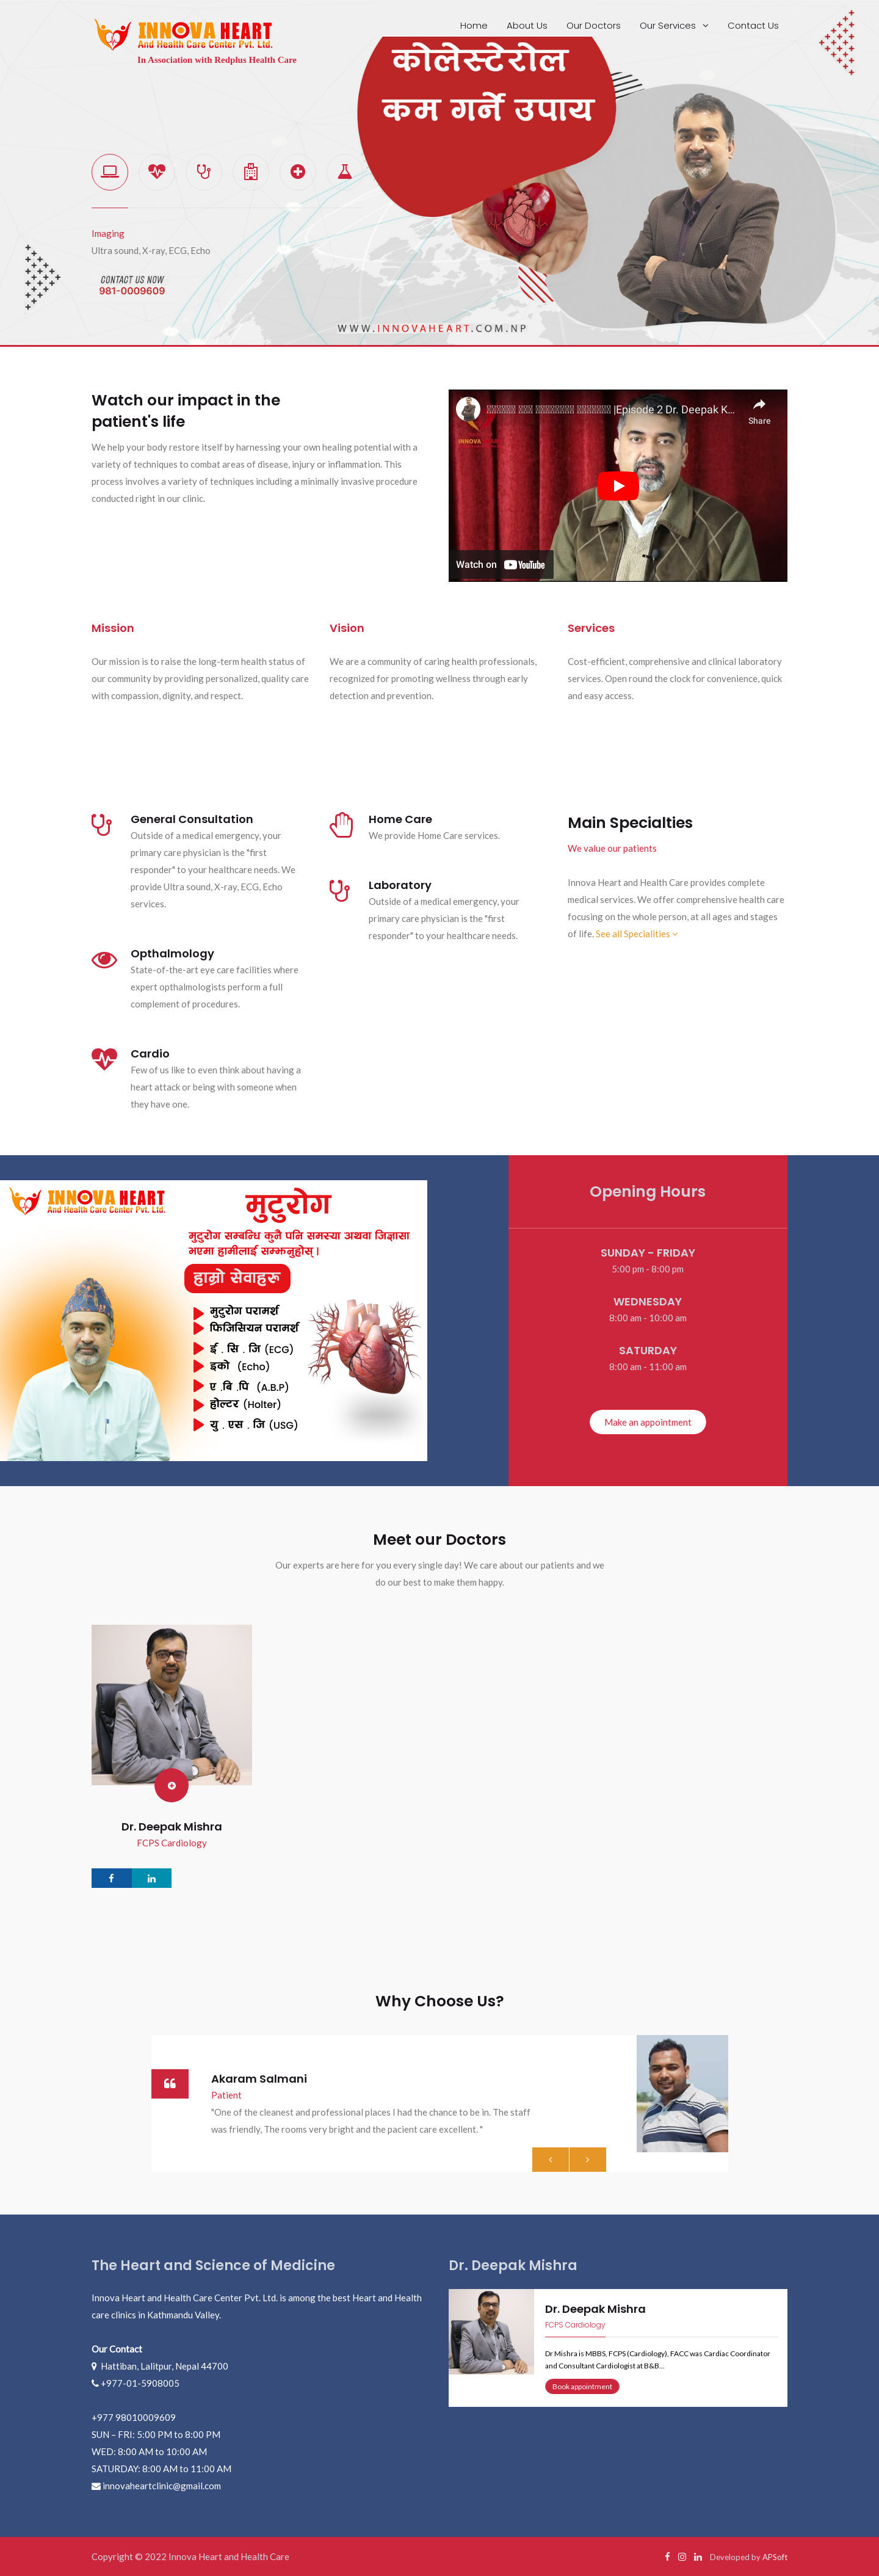 INNOVA HEART
And Health Care Center Pvt. Ltd.
In Association with Redplus Health Care
Home
About Us
Our Doctors
Our Services
Contact Us
कोलेस्टेरोल
कम गर्ने उपाय
Imaging
Ultra sound, X-ray, ECG, Echo
CONTACT US NOW
981-0009609
WWW.INNOVAHEART.COM.NP
Watch our impact in the
patient's life
We help your body restore itself by harnessing your own healing potential with a
variety of techniques to combat areas of disease, injury or inflammation. This
process involves a variety of techniques including a minimally invasive procedure
conducted right in our clinic.
|Episode 2 Dr. Deepak K...
Share
INNOVA HEART
Watch on YouTube
Mission
Our mission is to raise the long-term health status of
our community by providing personalized, quality care
with compassion, dignity, and respect.
Vision
We are a community of caring health professionals,
recognized for promoting wellness through early
detection and prevention.
Services
Cost-efficient, comprehensive and clinical laboratory
services. Open round the clock for convenience, quick
and easy access.
General Consultation
Outside of a medical emergency, your
primary care physician is the "first
responder" to your healthcare needs. We
provide Ultra sound, X-ray, ECG, Echo
services.
Opthalmology
State-of-the-art eye care facilities where
expert opthalmologists perform a full
complement of procedures.
Cardio
Few of us like to even think about having a
heart attack or being with someone when
they have one.
Home Care
We provide Home Care services.
Laboratory
Outside of a medical emergency, your
primary care physician is the "first
responder" to your healthcare needs.
Main Specialties
We value our patients
Innova Heart and Health Care provides complete
medical services. We offer comprehensive health care
focusing on the whole person, at all ages and stages
of life. See all Specialities
INNOVA HEART
And Health Care Center Pvt. Ltd.
मुटुरोग
मुटुरोग सम्बन्धि कुनै पनि समस्या अथवा जिज्ञासा
भएमा हामीलाई सम्झनुहोस् ।
हाम्रो सेवाहरू
मुटुरोग परामर्श
फिजिसियन परामर्श
ई . सि . जि (ECG)
इको (Echo)
ए .बि .पि (A.B.P)
होल्टर (Holter)
यु . एस . जि (USG)
Opening Hours
SUNDAY - FRIDAY
5:00 pm - 8:00 pm
WEDNESDAY
8:00 am - 10:00 am
SATURDAY
8:00 am - 11:00 am
Make an appointment
Meet our Doctors
Our experts are here for you every single day! We care about our patients and we
do our best to make them happy.
Dr. Deepak Mishra
FCPS Cardiology
Why Choose Us?
Akaram Salmani
Patient
"One of the cleanest and professional places I had the chance to be in. The staff
was friendly, The rooms very bright and the pacient care excellent. "
The Heart and Science of Medicine
Innova Heart and Health Care Center Pvt. Ltd. is among the best Heart and Health
care clinics in Kathmandu Valley.
Our Contact
Hattiban, Lalitpur, Nepal 44700
+977-01-5908005
+977 98010009609
SUN – FRI: 5:00 PM to 8:00 PM
WED: 8:00 AM to 10:00 AM
SATURDAY: 8:00 AM to 11:00 AM
innovaheartclinic@gmail.com
Dr. Deepak Mishra
Dr. Deepak Mishra
FCPS Cardiology
Dr Mishra is MBBS, FCPS (Cardiology), FACC was Cardiac Coordinator
and Consultant Cardiologist at B&B...
Book appointment
Copyright © 2022 Innova Heart and Health Care
Developed by APSoft